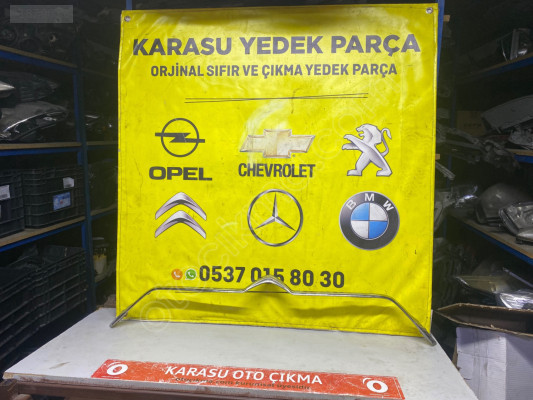 KARASU YEDEK PARÇA
ORJİNAL SIFIR VE ÇIKMA YEDEK PARÇA
OPEL
CHEVROLET
BMW
0537 015 80 30
KARASU OTO ÇIKMA